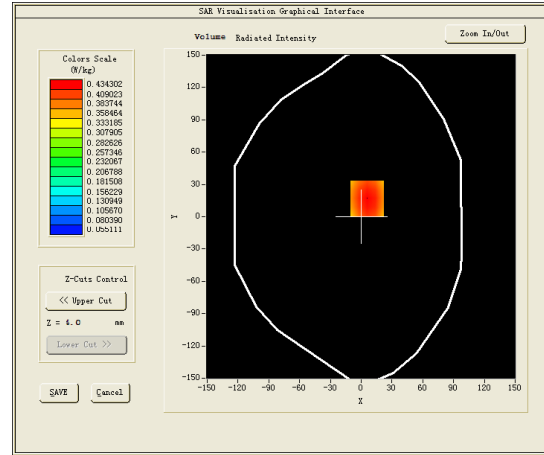 SAR Visualisation Graphical Interface
Volume Radiated Intensity
Zoom In/Out
Colors Scale
(W/kg)
0.434302
0.409023
0.383744
0.358464
0.333185
0.307905
0.282626
0.257346
0.232067
0.206788
0.181508
0.156229
0.130949
0.105670
0.080390
0.055111
Z-Cuts Control
<< Upper Cut
Z = 4.0 mm
Lower Cut >>
SAVE
Cancel
150
120
90
60
30
0
-30
-60
-90
-120
-150
Y
-150 -120 -90 -60 -30 0 30 60 90 120 150
X